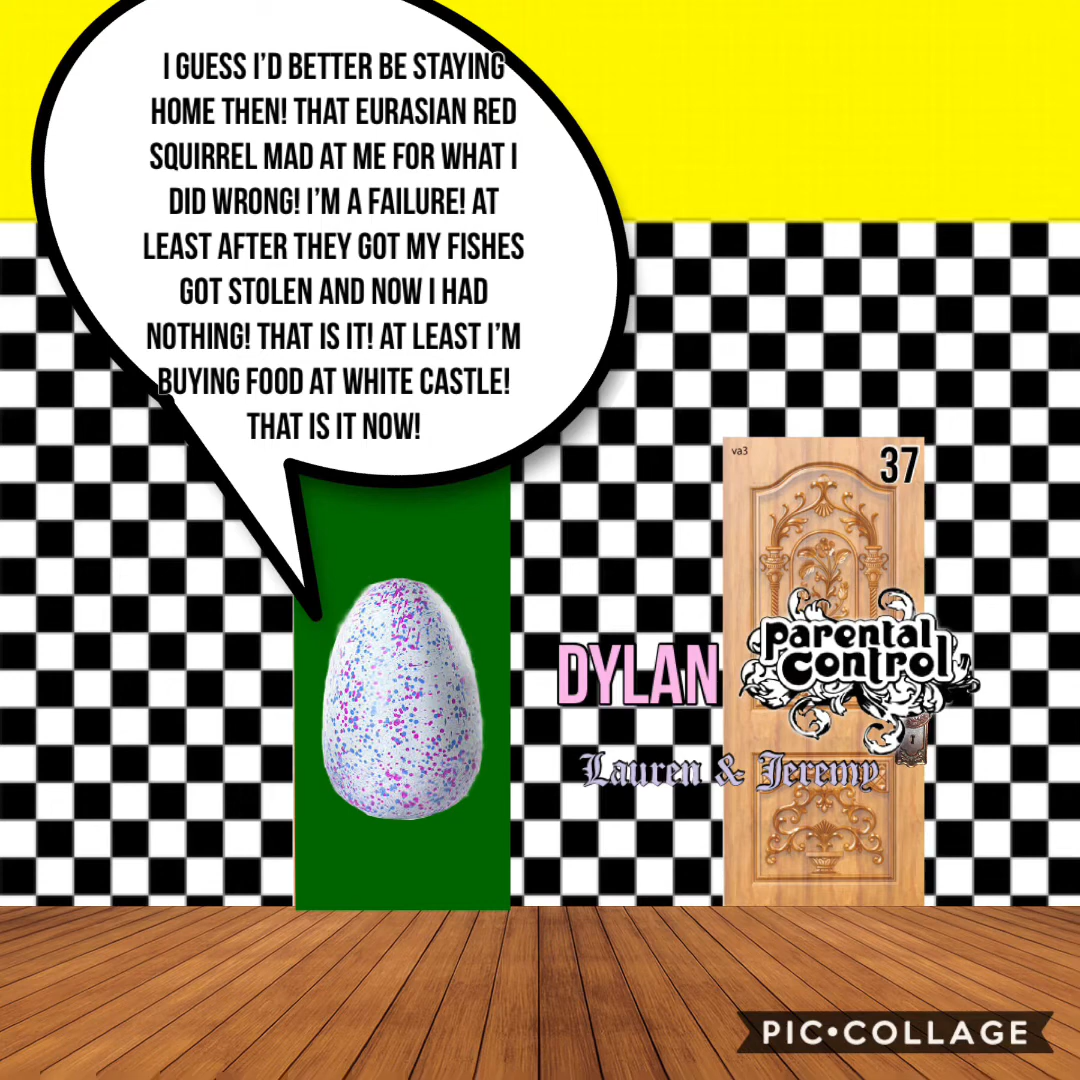 I GUESS I'D BETTER BE STAYING
HOME THEN! THAT EURASIAN RED
SQUIRREL MAD AT ME FOR WHAT I
DID WRONG! I'M A FAILURE! AT
LEAST AFTER THEY GOT MY FISHES
GOT STOLEN AND NOW I HAD
NOTHING! THAT IS IT! AT LEAST I'M
BUYING FOOD AT WHITE CASTLE!
THAT IS IT NOW!
va3
37
parental
control
DYLAN
Lauren & Jeremy
PIC•COLLAGE